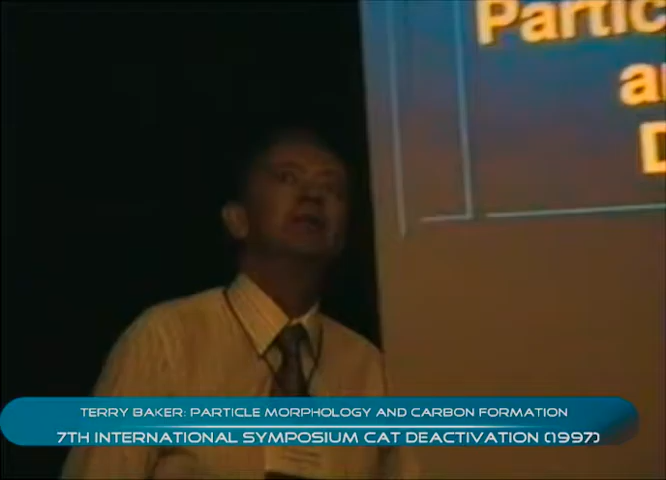 Partic
a
D
TERRY BAKER: PARTICLE MORPHOLOGY AND CARBON FORMATION
7TH INTERNATIONAL SYMPOSIUM CAT DEACTIVATION (1997)